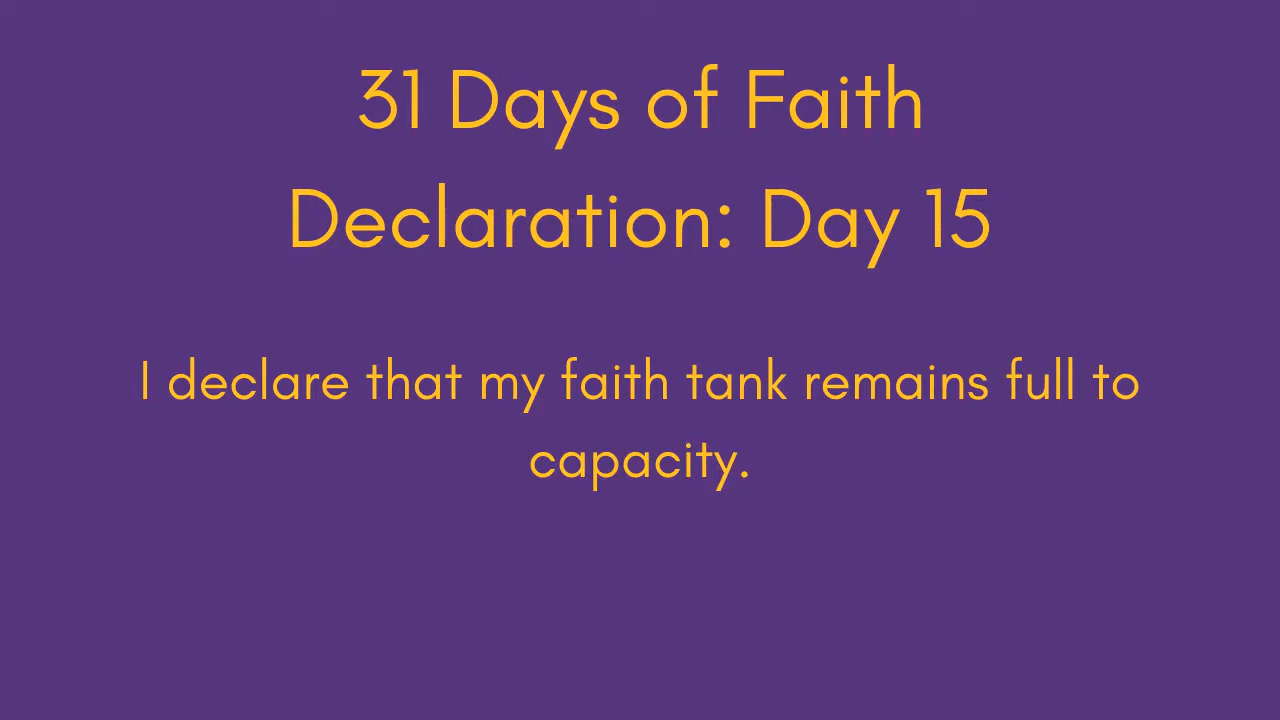 31 Days of Faith
Declaration: Day 15
I declare that my faith tank remains full to
capacity.